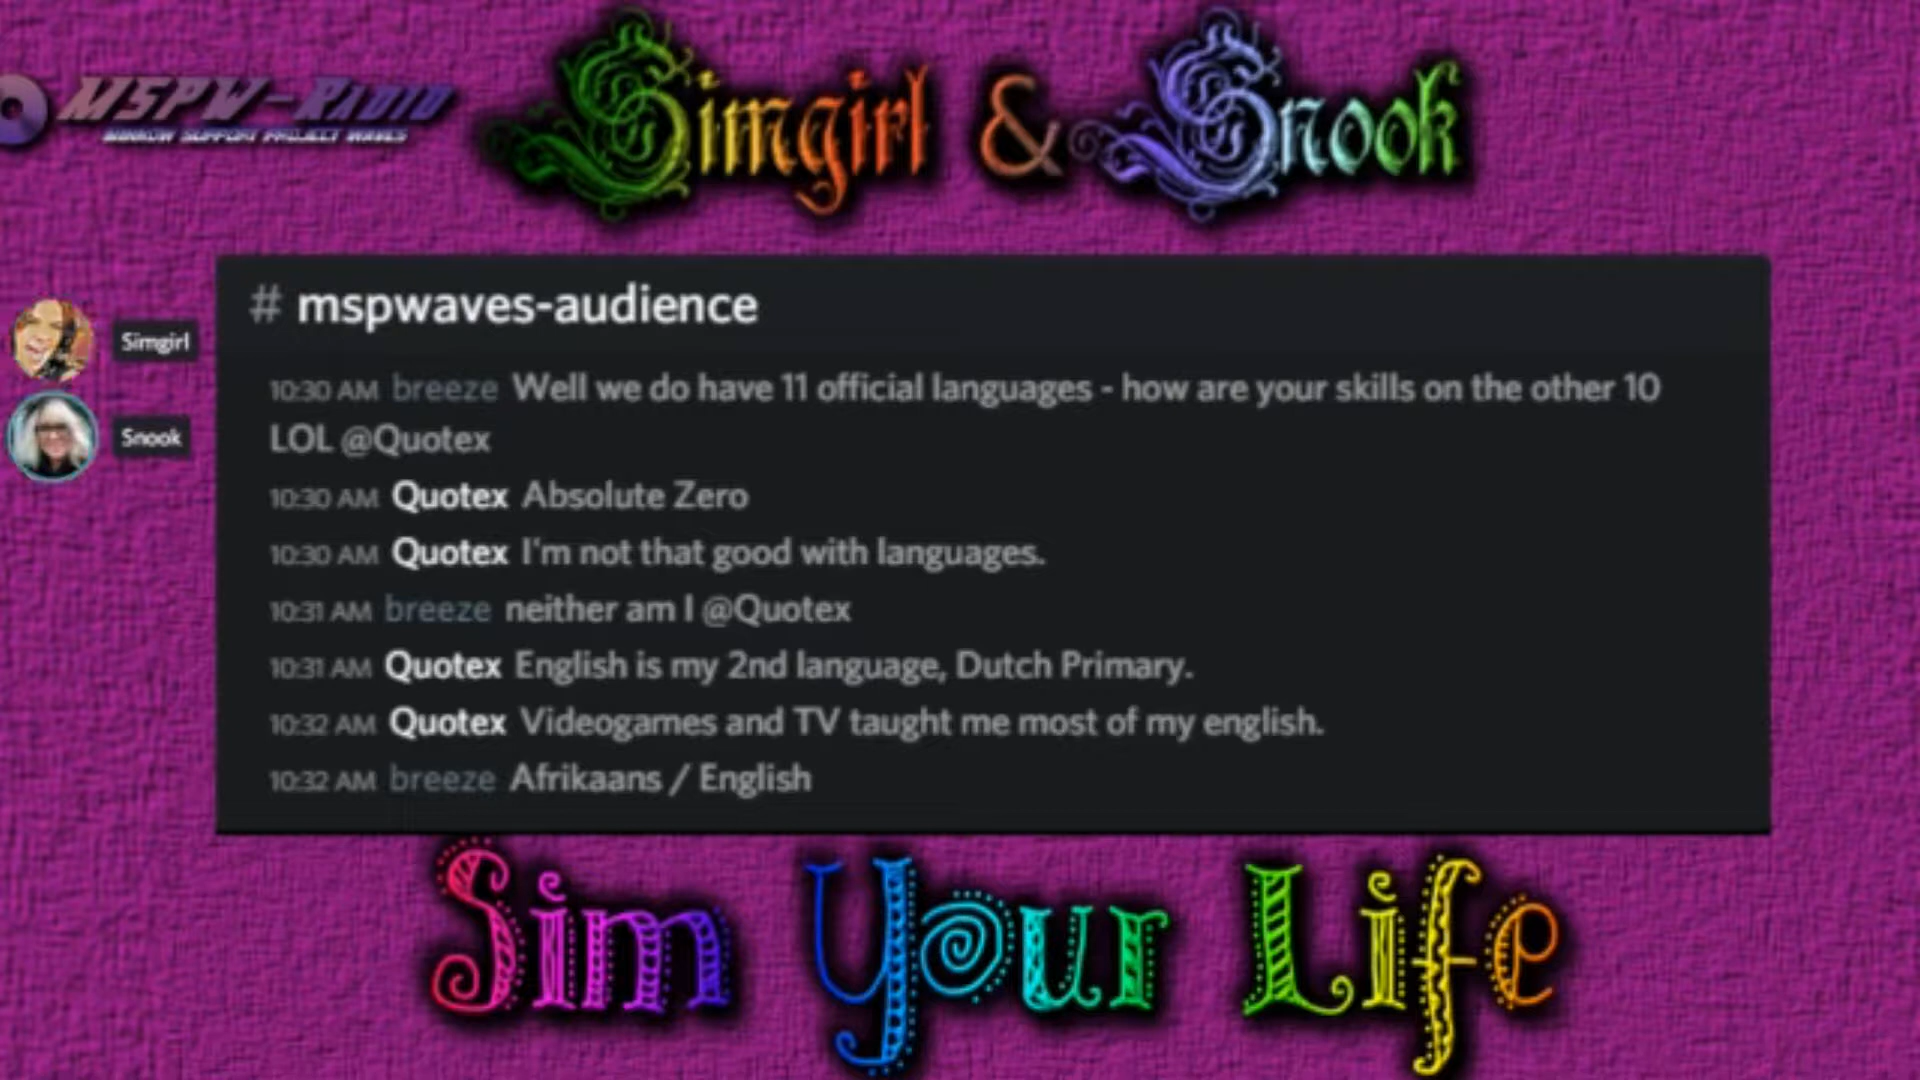 MSPW-Radio
MINNOW SUPPORT PROJECT WAVES
Simgirl & Snook
# mspwaves-audience
Simgirl
Snook
10:30 AM breeze Well we do have 11 official languages - how are your skills on the other 10
LOL @Quotex
10:30 AM Quotex Absolute Zero
10:30 AM Quotex I'm not that good with languages.
10:31 AM breeze neither am I @Quotex
10:31 AM Quotex English is my 2nd language, Dutch Primary.
10:32 AM Quotex Videogames and TV taught me most of my english.
10:32 AM breeze Afrikaans / English
Sim Your Life